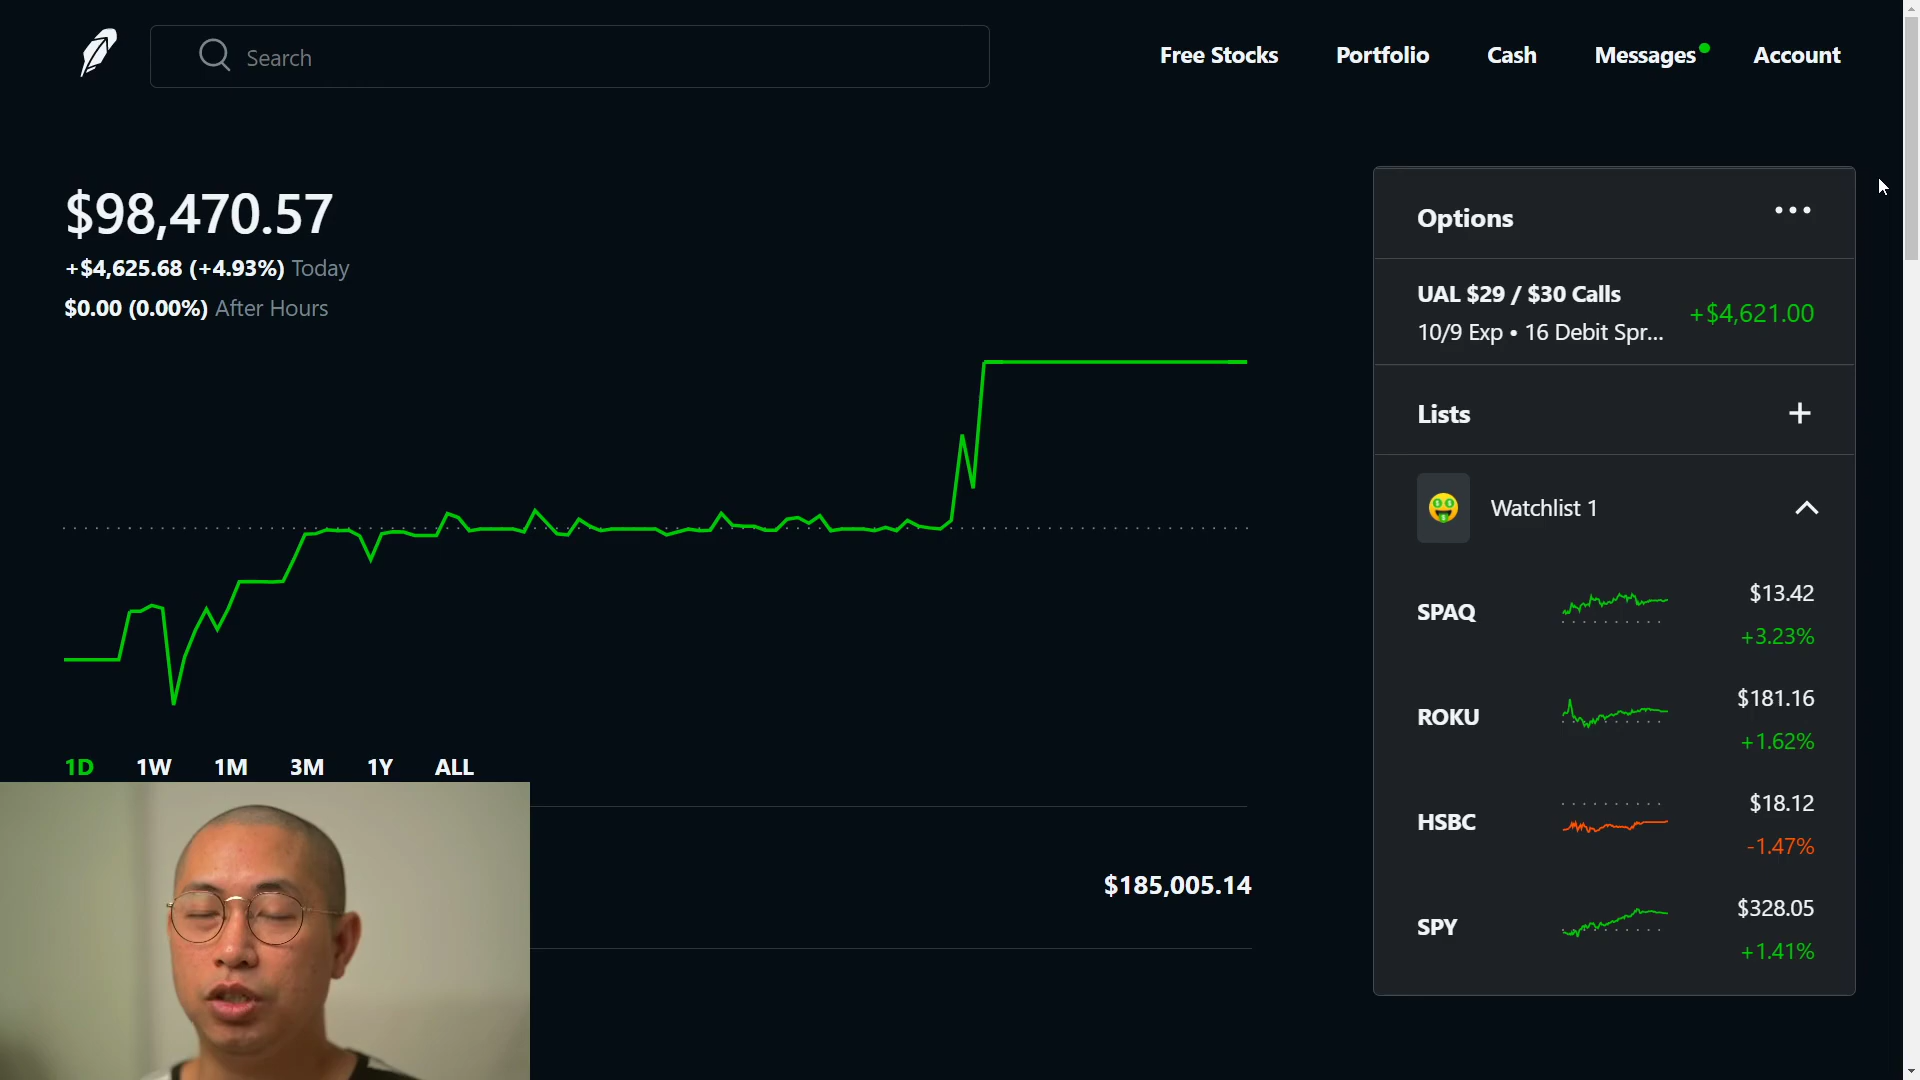 Search
Free Stocks
Portfolio
Cash
Messages
Account
$98,470.57
+$4,625.68 (+4.93%) Today
$0.00 (0.00%) After Hours
1D
1W
1M
3M
1Y
ALL
$185,005.14
Options
UAL $29 / $30 Calls
10/9 Exp • 16 Debit Spr...
+$4,621.00
Lists
Watchlist 1
SPAQ
$13.42
+3.23%
ROKU
$181.16
+1.62%
HSBC
$18.12
-1.47%
SPY
$328.05
+1.41%